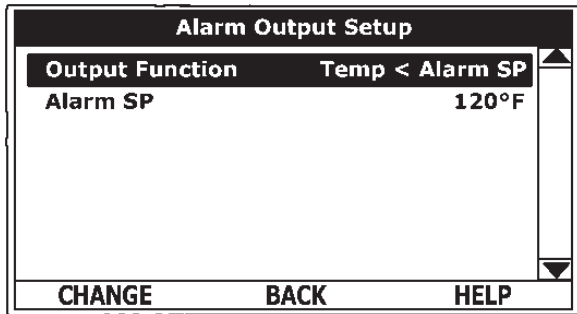 Alarm Output Setup
Output Function Temp < Alarm SP
Alarm SP 120°F
CHANGE BACK HELP